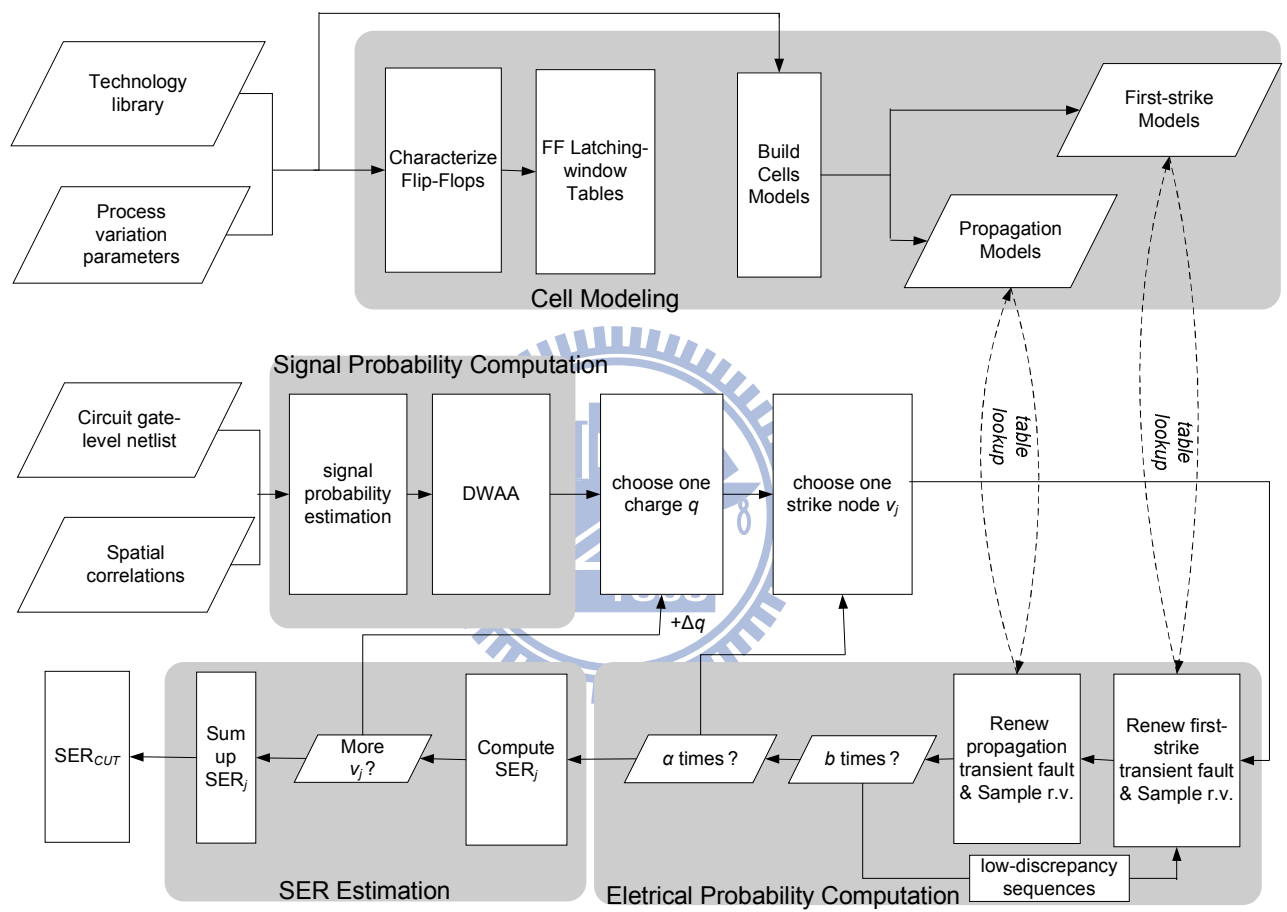 Technology
library
Process
variation
parameters
Characterize
Flip-Flops
FF Latching-
window
Tables
Build
Cells
Models
First-strike
Models
Propagation
Models
Cell Modeling
Signal Probability Computation
Circuit gate-
level netlist
Spatial
correlations
signal
probability
estimation
DWAA
choose one
charge q
choose one
strike node vj
table
lookup
table
lookup
+Δq
SERCUT
Sum
up
SERj
More
vj ?
Compute
SERj
α times ?
b times ?
Renew
propagation
transient fault
& Sample r.v.
Renew first-
strike
transient fault
& Sample r.v.
low-discrepancy
sequences
SER Estimation
Eletrical Probability Computation